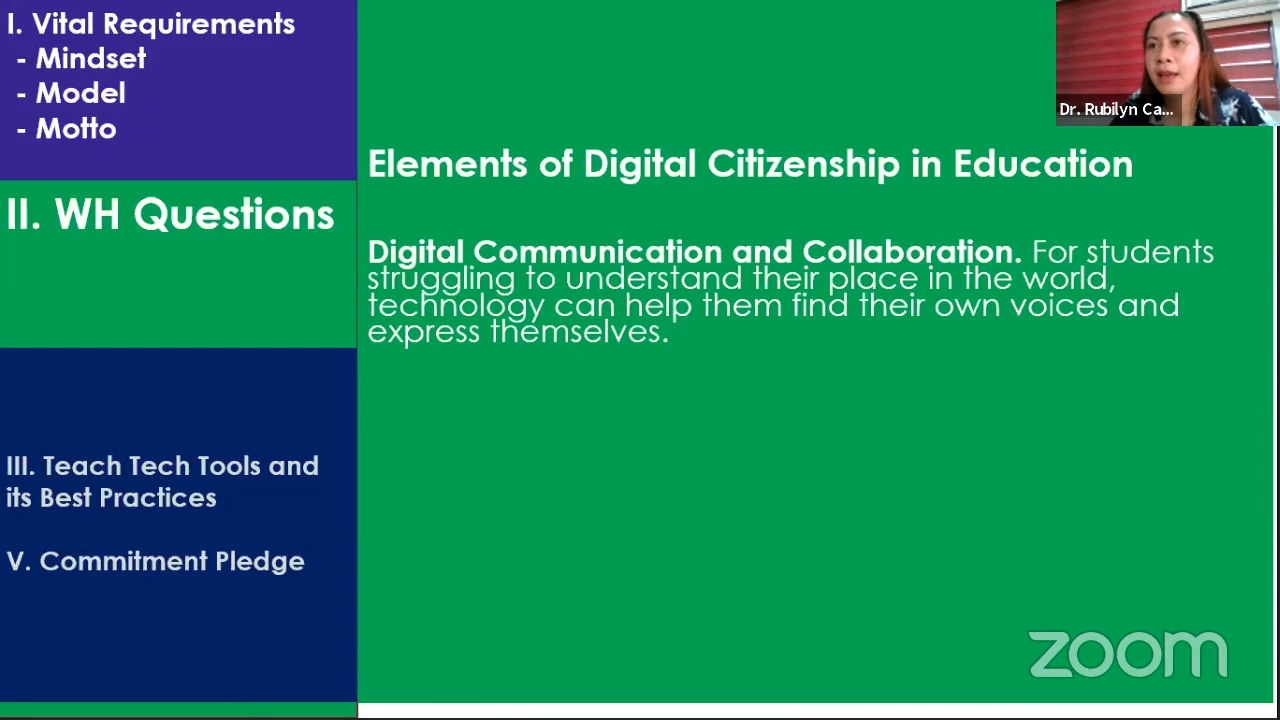 I. Vital Requirements
- Mindset
- Model
- Motto
II. WH Questions
III. Teach Tech Tools and
its Best Practices
V. Commitment Pledge
Elements of Digital Citizenship in Education
Digital Communication and Collaboration. For students
struggling to understand their place in the world,
technology can help them find their own voices and
express themselves.
Dr. Rubilyn Ca...
zoom